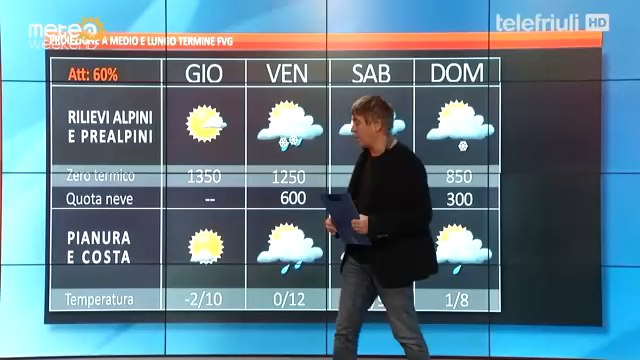 meteo
WEEKEND
telefriuli HD
PROIEZIONE A MEDIO E LUNGO TERMINE FVG
Att: 60% GIO VEN SAB DOM
RILIEVI ALPINI
E PREALPINI
Zero termico 1350 1250 850
Quota neve -- 600 300
PIANURA
E COSTA
Temperatura -2/10 0/12 1/8